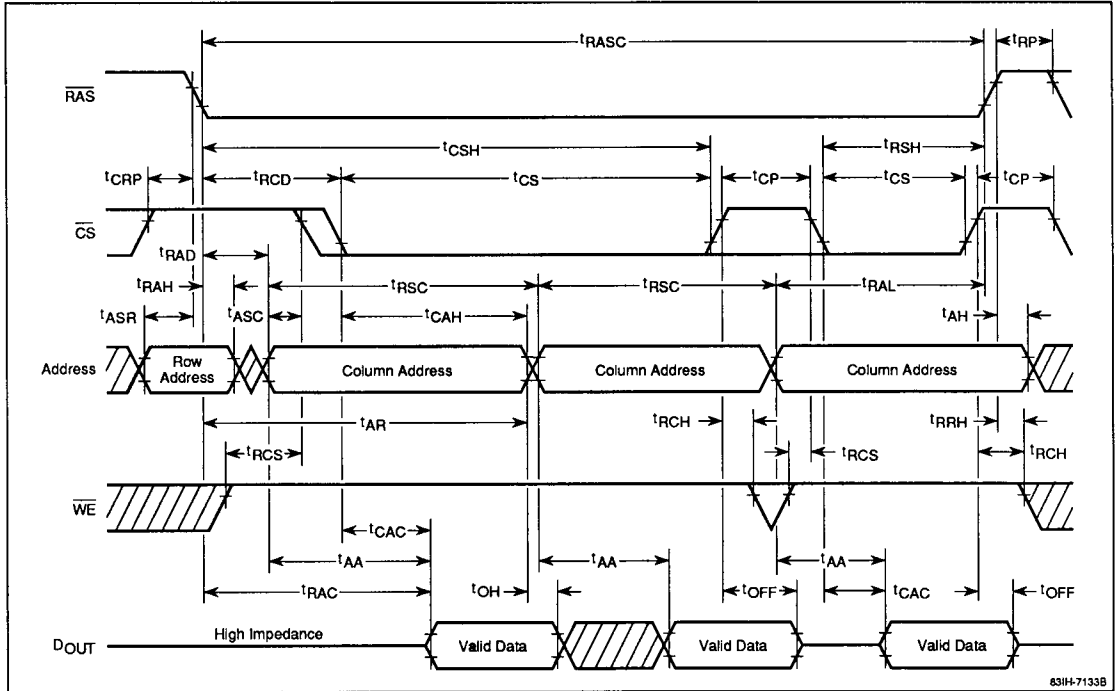 tRASC tRP
RAS
tCSH tRSH
tCRP tRCD tCS tCP tCS tCP
CS
tRAD
tRAH tRSC tRSC tRAL
tASR tASC tCAH tAH
Address Row Address Column Address Column Address Column Address
tAR tRCH tRRH
tRCS tRCS tRCH
WE
tCAC
tAA tAA tAA
tRAC tOH tOFF tCAC tOFF
High Impedance
DOUT Valid Data Valid Data Valid Data
83IH-7133B